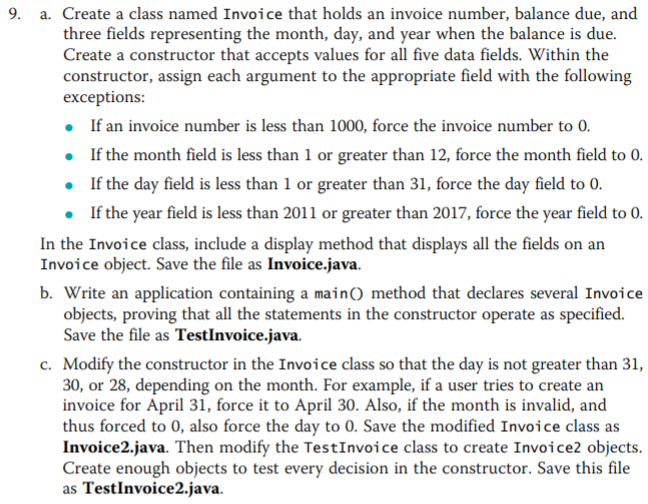 9. a. Create a class named Invoice that holds an invoice number, balance due, and
three fields representing the month, day, and year when the balance is due.
Create a constructor that accepts values for all five data fields. Within the
constructor, assign each argument to the appropriate field with the following
exceptions:
• If an invoice number is less than 1000, force the invoice number to 0.
• If the month field is less than 1 or greater than 12, force the month field to 0.
• If the day field is less than 1 or greater than 31, force the day field to 0.
• If the year field is less than 2011 or greater than 2017, force the year field to 0.
In the Invoice class, include a display method that displays all the fields on an
Invoice object. Save the file as Invoice.java.
b. Write an application containing a main() method that declares several Invoice
objects, proving that all the statements in the constructor operate as specified.
Save the file as TestInvoice.java.
c. Modify the constructor in the Invoice class so that the day is not greater than 31,
30, or 28, depending on the month. For example, if a user tries to create an
invoice for April 31, force it to April 30. Also, if the month is invalid, and
thus forced to 0, also force the day to 0. Save the modified Invoice class as
Invoice2.java. Then modify the TestInvoice class to create Invoice2 objects.
Create enough objects to test every decision in the constructor. Save this file
as TestInvoice2.java.